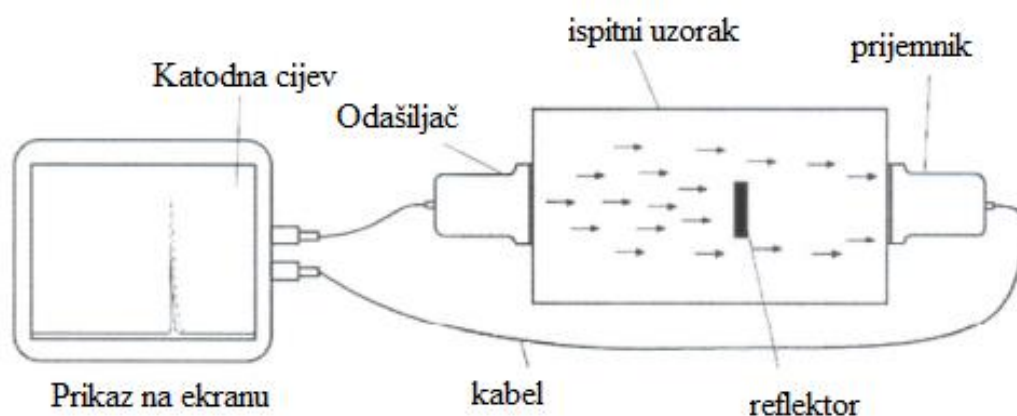 ispitni uzorak
prijemnik
Katodna cijev
Odašiljač
Prikaz na ekranu
kabel
reflektor